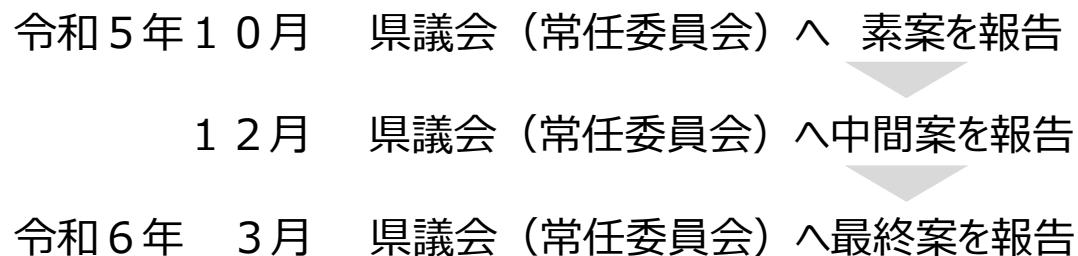 令和５年１０月　県議会（常任委員会）へ　素案を報告
１２月　県議会（常任委員会）へ中間案を報告
令和６年　３月　県議会（常任委員会）へ最終案を報告